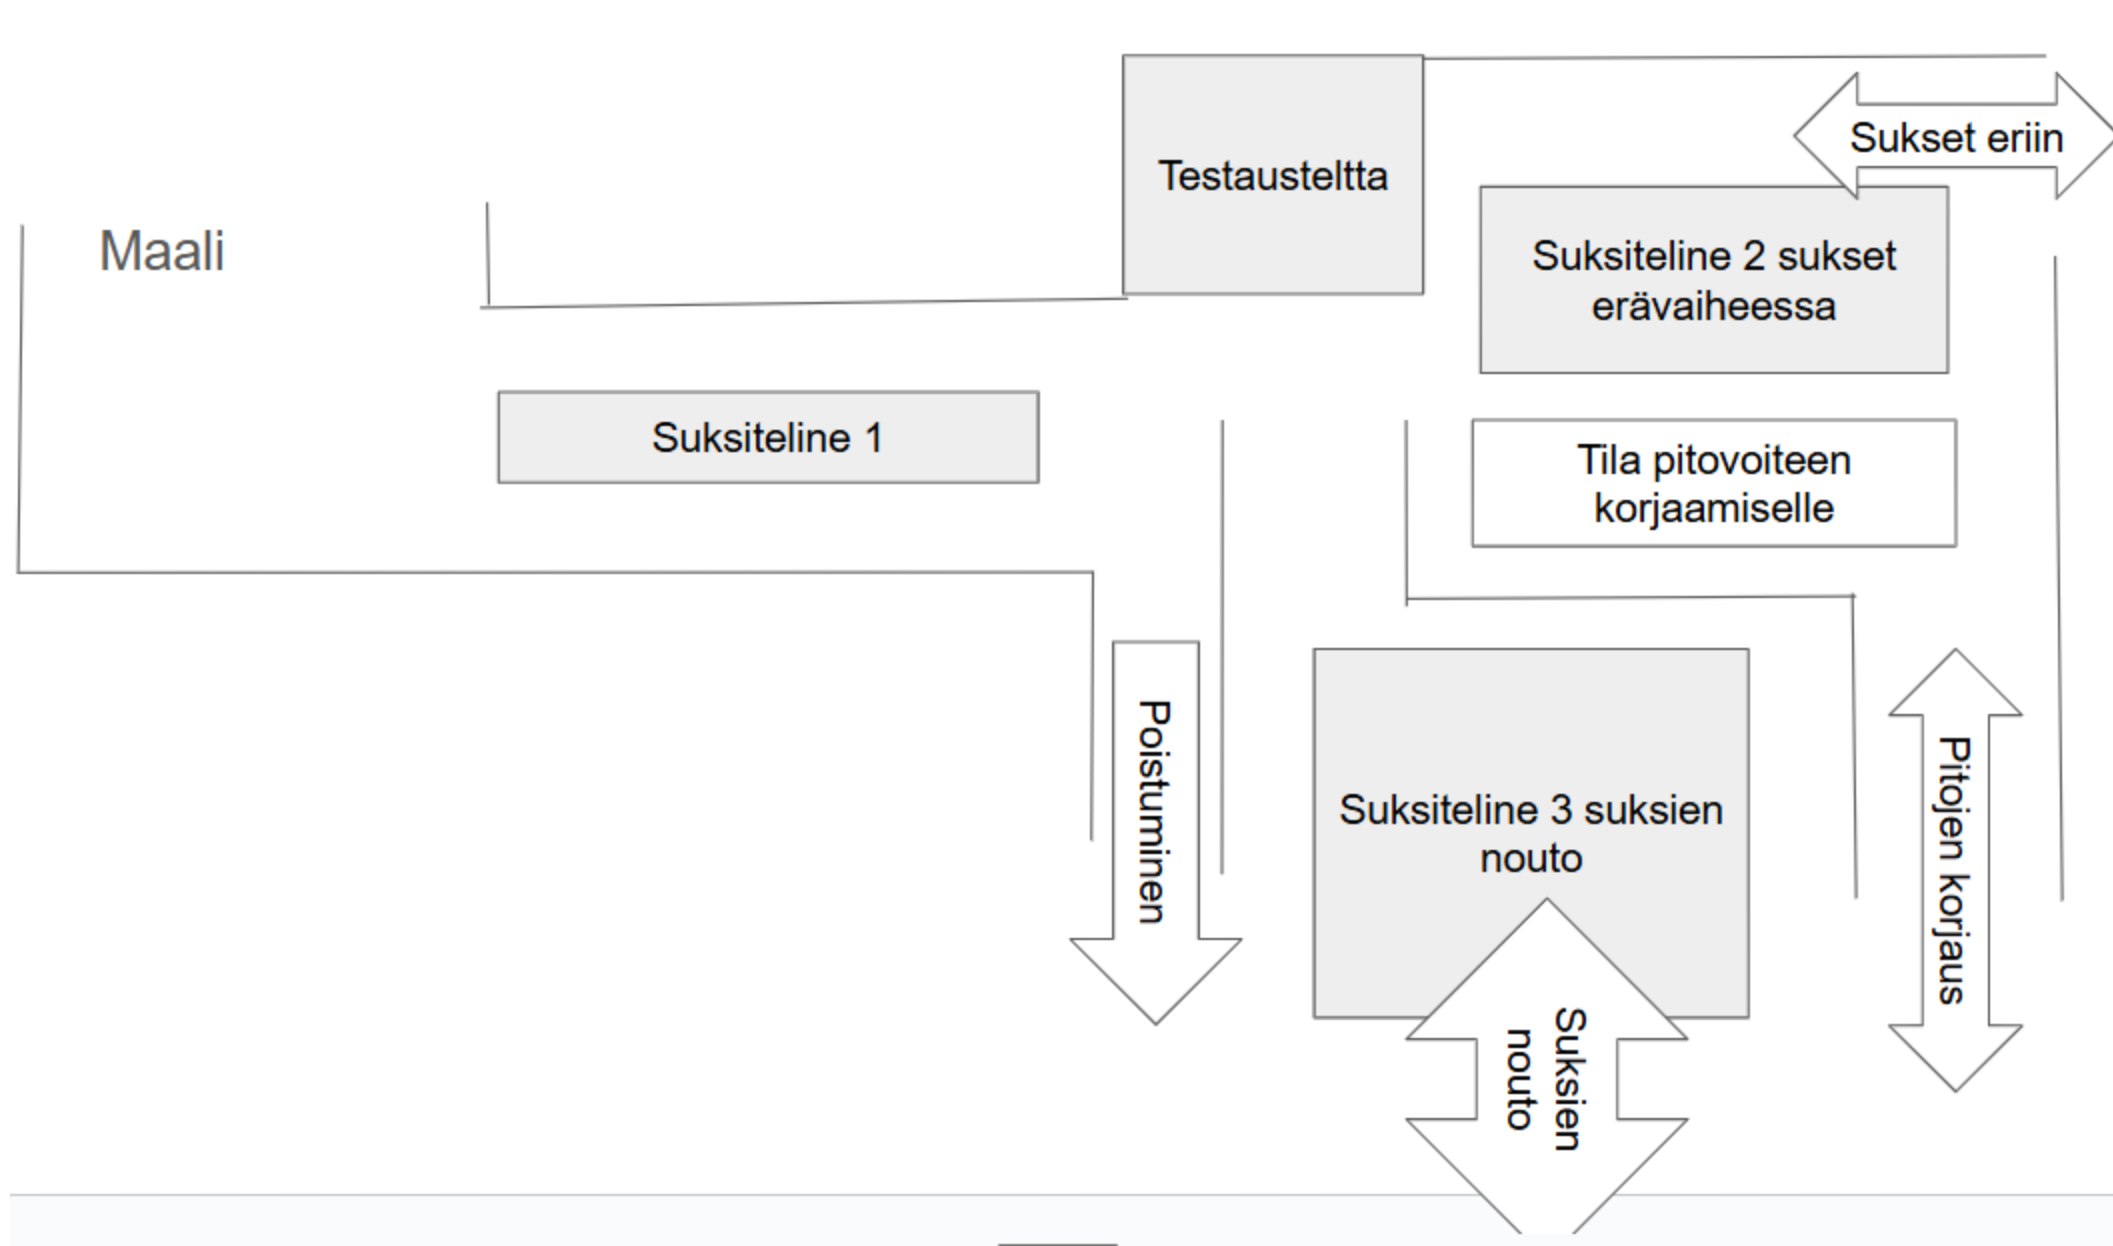 Testausteltta
Sukset eriin
Maali
Suksiteline 2 sukset
erävaiheessa
Suksiteline 1
Tila pitovoiteen
korjaamiselle
Poistuminen
Suksiteline 3 suksien
nouto
Pitojen korjaus
Suksien
nouto